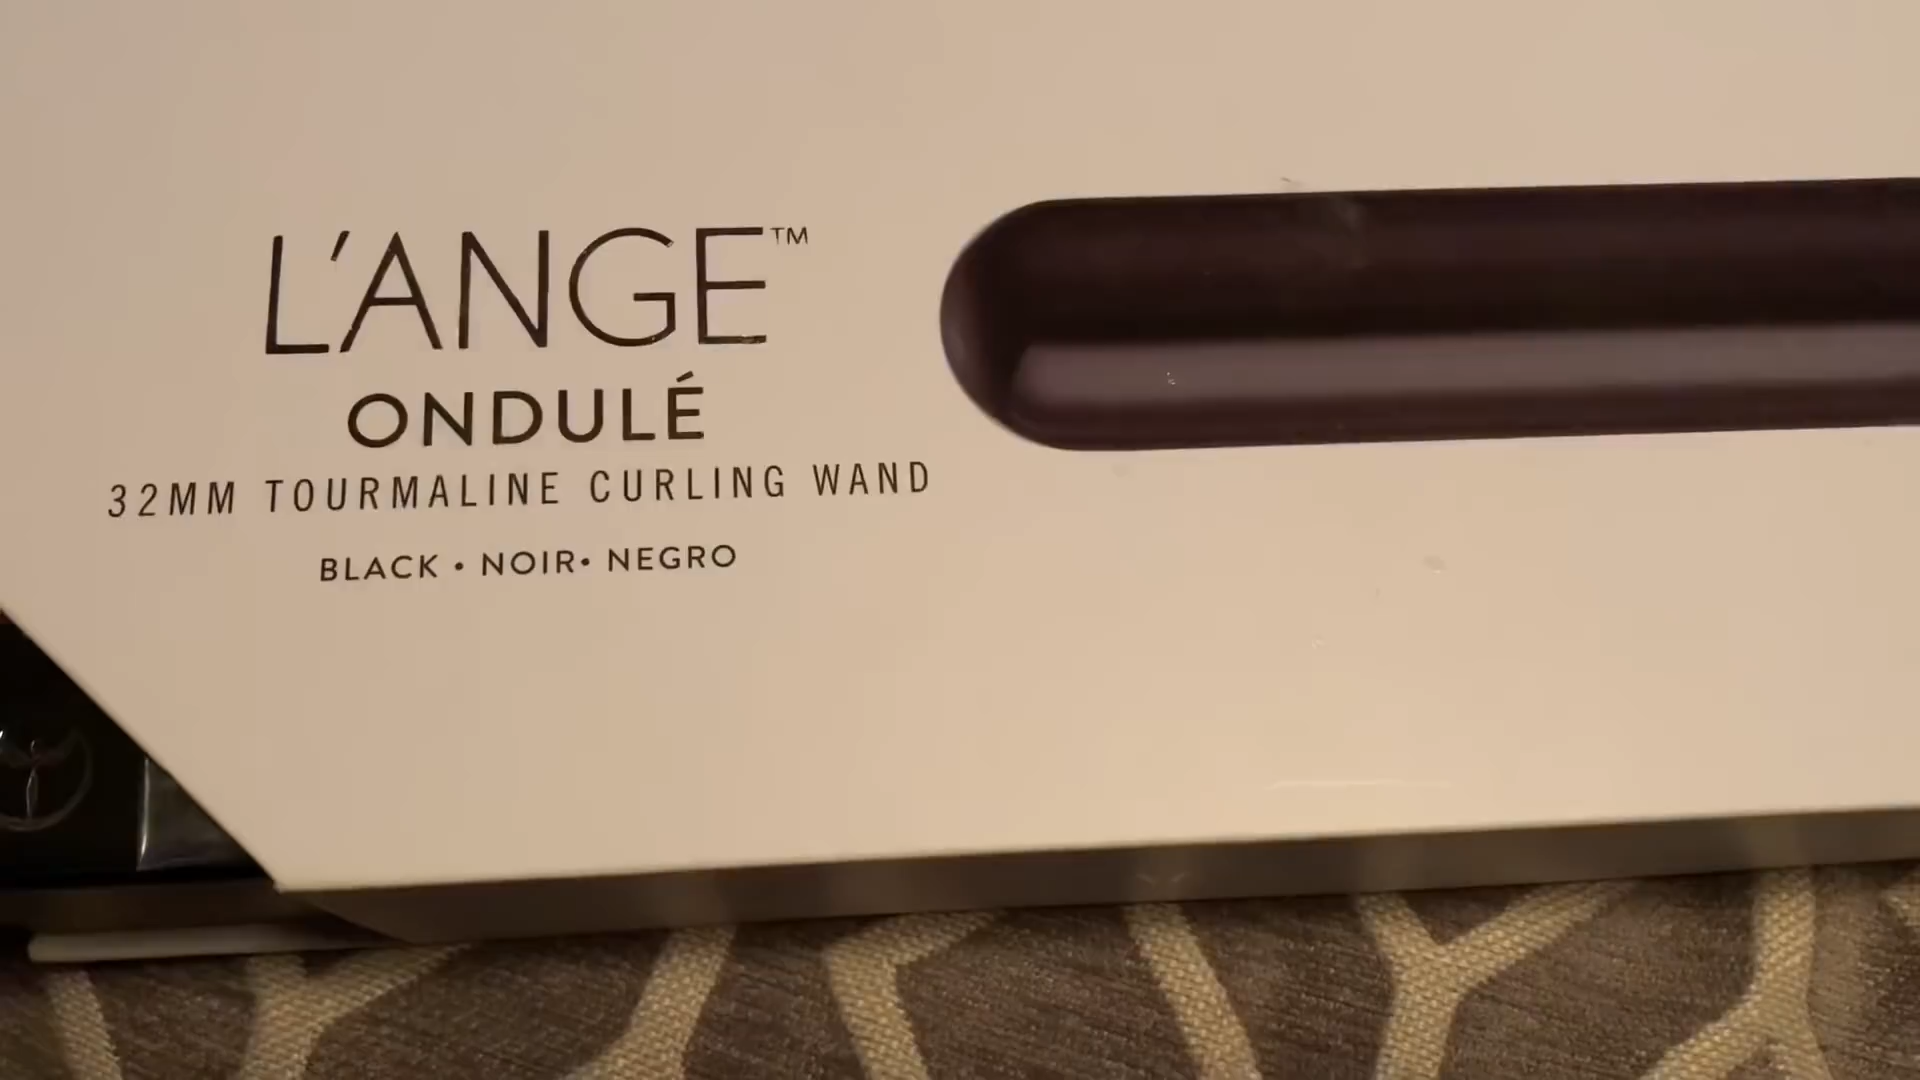 L'ANGE™
ONDULÉ
32MM TOURMALINE CURLING WAND
BLACK • NOIR • NEGRO